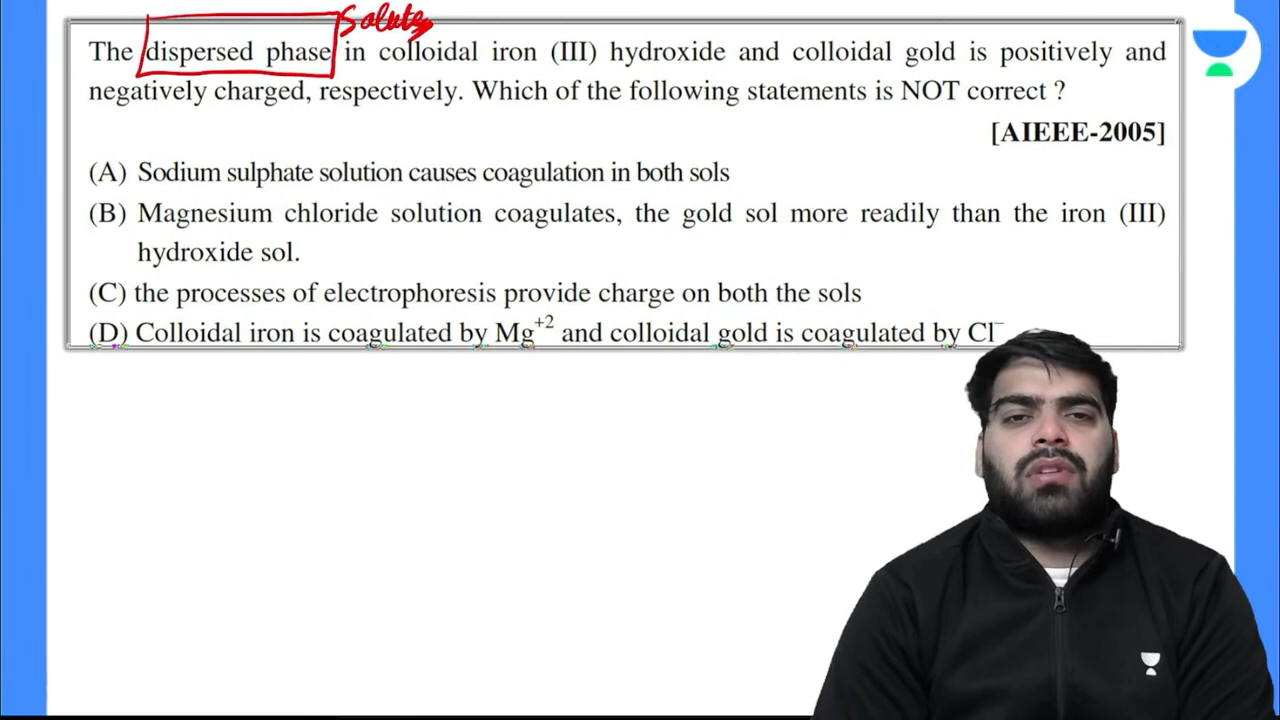 Solute
The dispersed phase in colloidal iron (III) hydroxide and colloidal gold is positively and
negatively charged, respectively. Which of the following statements is NOT correct ?
[AIEEE-2005]
(A) Sodium sulphate solution causes coagulation in both sols
(B) Magnesium chloride solution coagulates, the gold sol more readily than the iron (III)
hydroxide sol.
(C) the processes of electrophoresis provide charge on both the sols
(D) Colloidal iron is coagulated by Mg⁺² and colloidal gold is coagulated by Cl⁻